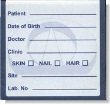 Patient
Date of Birth
Doctor
Clinic
SKIN NAIL HAIR
Site
Lab. No.